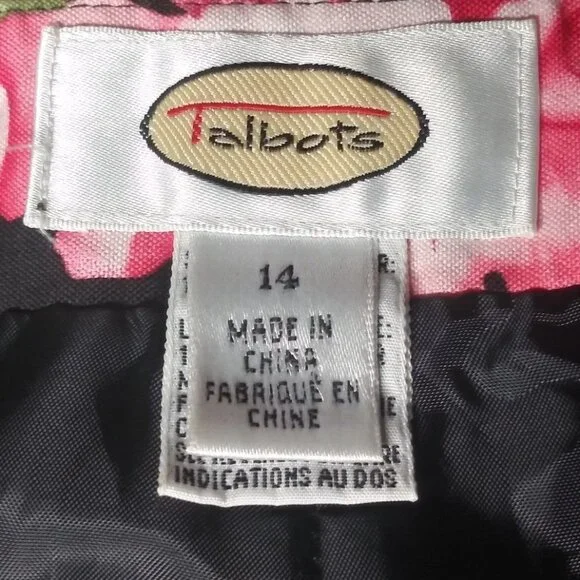 Talbots
14
MADE IN
CHINA
FABRIQUÉ EN
CHINE
INDICATIONS AU DOS